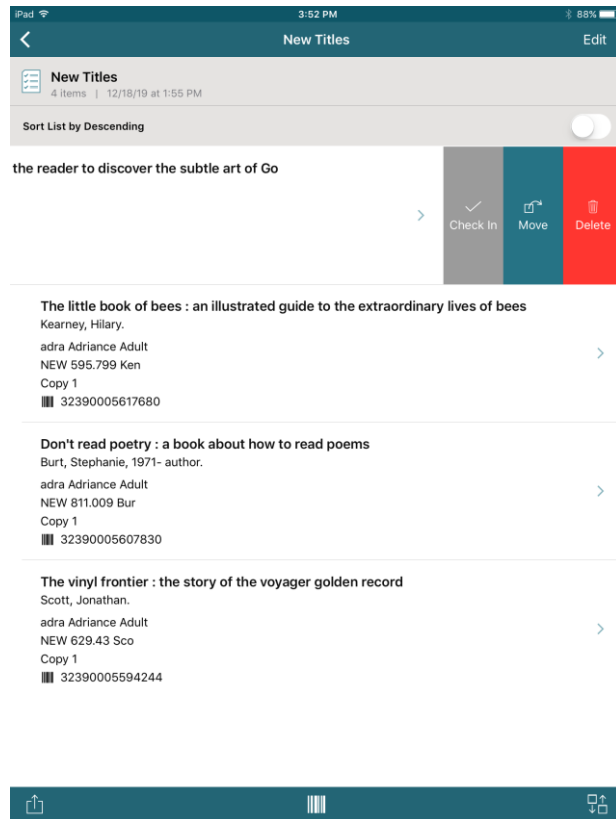 iPad 3:52 PM 88%
New Titles Edit
New Titles
4 items | 12/18/19 at 1:55 PM
Sort List by Descending
the reader to discover the subtle art of Go
Check In Move Delete
The little book of bees : an illustrated guide to the extraordinary lives of bees
Kearney, Hilary.
adra Adriance Adult
NEW 595.799 Ken
Copy 1
32390005617680
Don't read poetry : a book about how to read poems
Burt, Stephanie, 1971- author.
adra Adriance Adult
NEW 811.009 Bur
Copy 1
32390005607830
The vinyl frontier : the story of the voyager golden record
Scott, Jonathan.
adra Adriance Adult
NEW 629.43 Sco
Copy 1
32390005594244